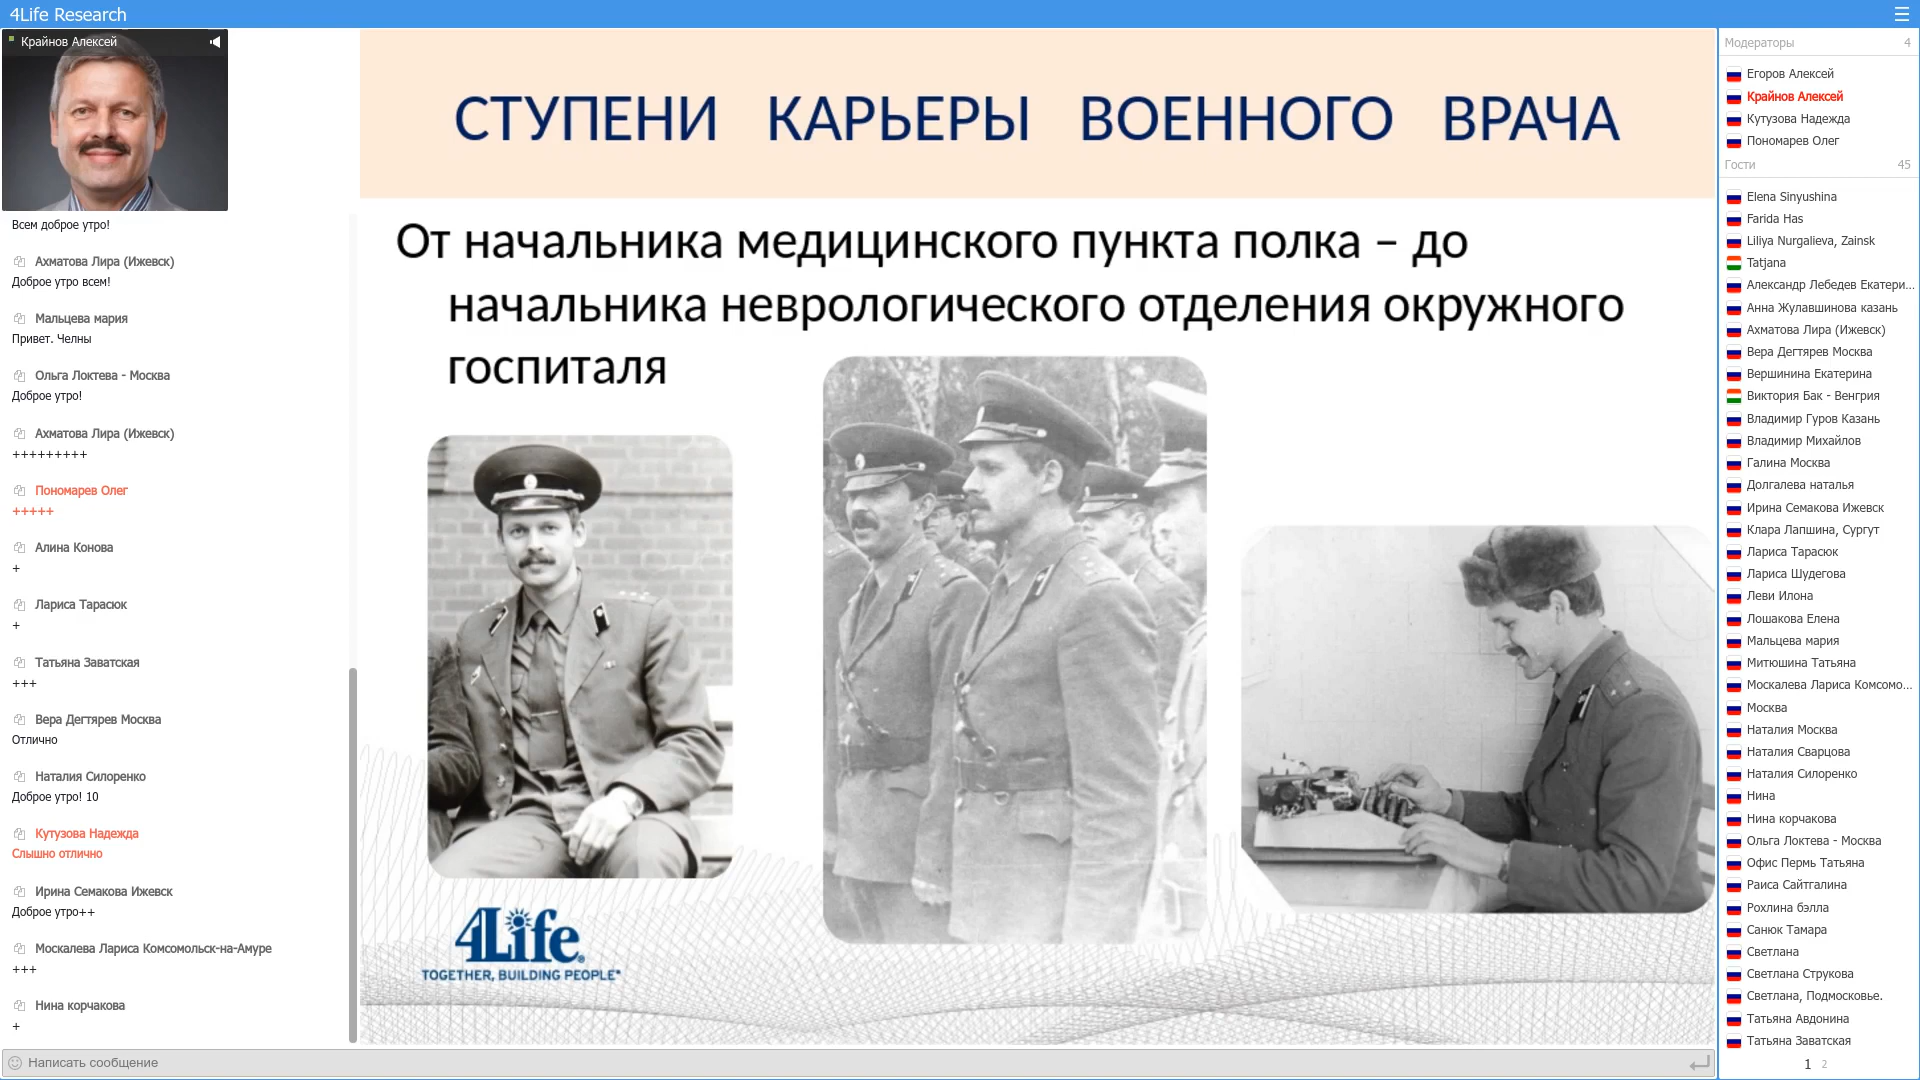 4Life Research
Крайнов Алексей
Всем доброе утро!
Ахматова Лира (Ижевск)
Доброе утро всем!
Мальцева мария
Привет. Челны
Ольга Локтева - Москва
Доброе утро!
Ахматова Лира (Ижевск)
+++++++++
Пономарев Олег
+++++
Алина Конова
+
Лариса Тарасюк
+
Татьяна Заватская
+++
Вера Дегтярев Москва
Отлично
Наталия Силоренко
Доброе утро! 10
Кутузова Надежда
Слышно отлично
Ирина Семакова Ижевск
Доброе утро++
Москалева Лариса Комсомольск-на-Амуре
+++
Нина корчакова
+
Написать сообщение
СТУПЕНИ КАРЬЕРЫ ВОЕННОГО ВРАЧА
От начальника медицинского пункта полка – до
начальника неврологического отделения окружного
госпиталя
4Life®
TOGETHER, BUILDING PEOPLE™
Модераторы 4
Егоров Алексей
Крайнов Алексей
Кутузова Надежда
Пономарев Олег
Гости 45
Elena Sinyushina
Farida Has
Liliya Nurgalieva, Zainsk
Tatjana
Александр Лебедев Екатери...
Анна Жулавшинова казань
Ахматова Лира (Ижевск)
Вера Дегтярев Москва
Вершинина Екатерина
Виктория Бак - Венгрия
Владимир Гуров Казань
Владимир Михайлов
Галина Москва
Долгалева наталья
Ирина Семакова Ижевск
Клара Лапшина, Сургут
Лариса Тарасюк
Лариса Шудегова
Леви Илона
Лошакова Елена
Мальцева мария
Митюшина Татьяна
Москалева Лариса Комсомо...
Москва
Наталия Москва
Наталия Сварцова
Наталия Силоренко
Нина
Нина корчакова
Ольга Локтева - Москва
Офис Пермь Татьяна
Раиса Сайтгалина
Рохлина бэлла
Санюк Тамара
Светлана
Светлана Струкова
Светлана, Подмосковье.
Татьяна Авдонина
Татьяна Заватская
1 2